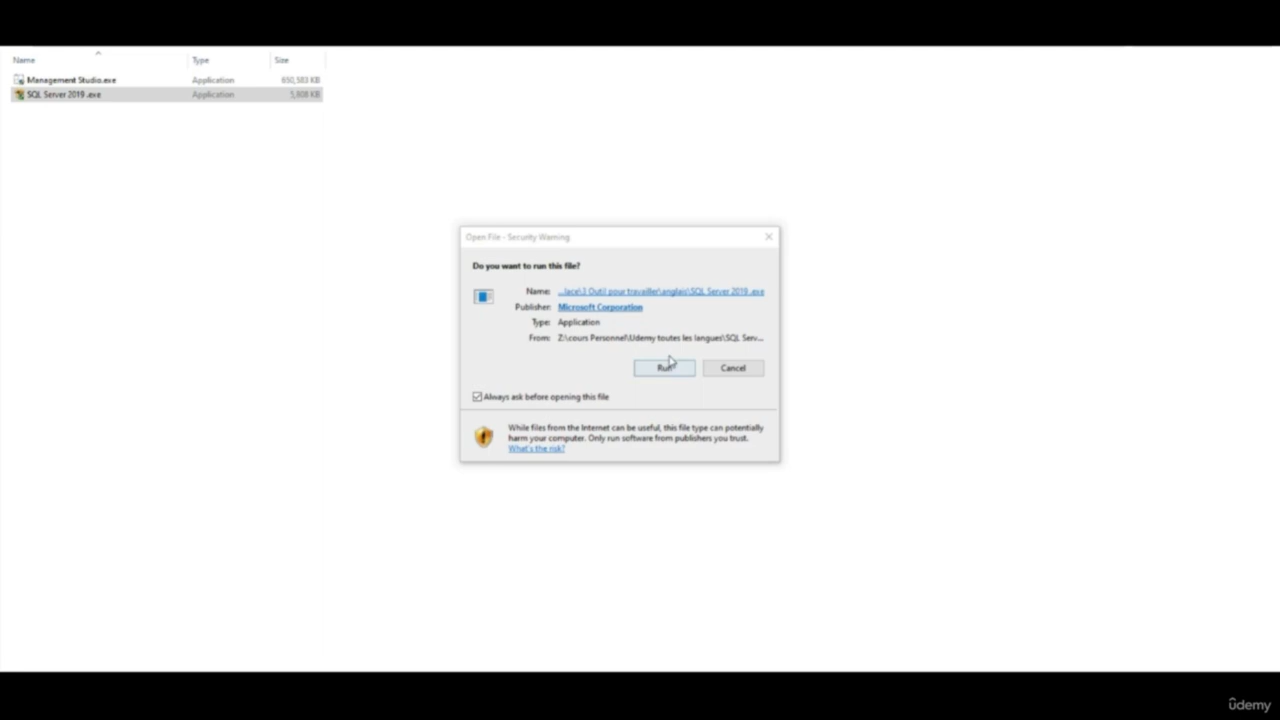 Name Type Size
Management Studio.exe Application 650,583 KB
SQL Server 2019 .exe Application 5,808 KB
Open File - Security Warning
Do you want to run this file?
Name: ...lace\3 Outil pour travailler\anglais\SQL Server 2019 .exe
Publisher: Microsoft Corporation
Type: Application
From: Z:\cours Personnel\Udemy toutes les langues\SQL Serv...
Run Cancel
Always ask before opening this file
While files from the Internet can be useful, this file type can potentially
harm your computer. Only run software from publishers you trust.
What's the risk?
ûdemy